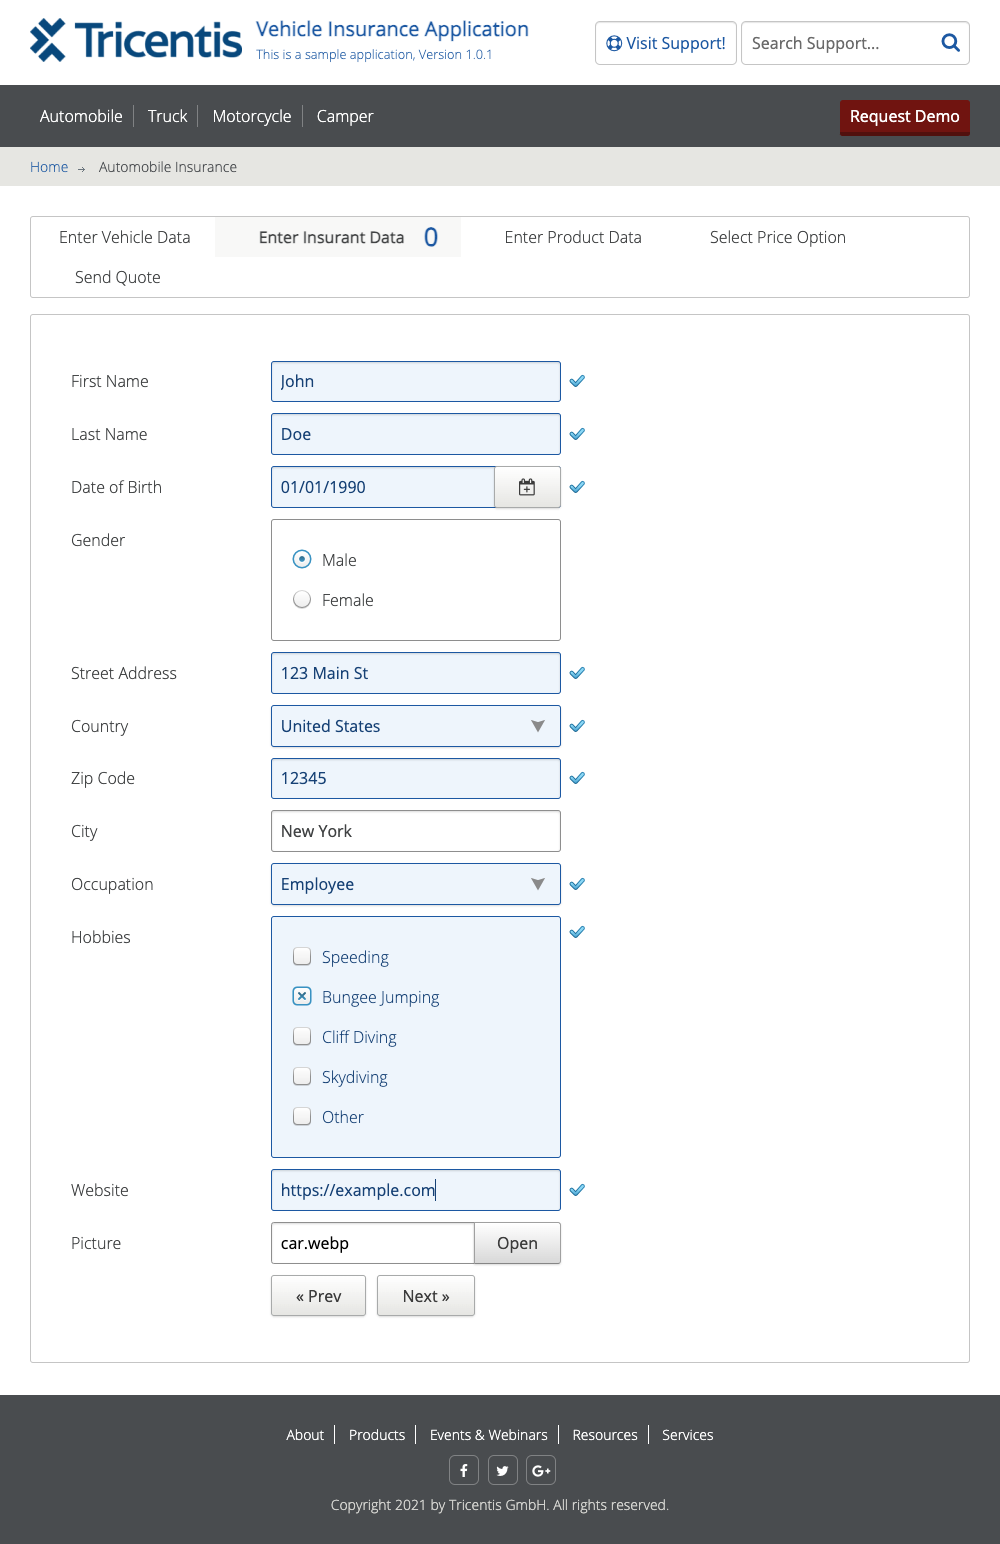 Tricentis
Vehicle Insurance Application
This is a sample application, Version 1.0.1
Visit Support!
Search Support...
Automobile
Truck
Motorcycle
Camper
Request Demo
Home
Automobile Insurance
Enter Vehicle Data
Enter Insurant Data 0
Enter Product Data
Select Price Option
Send Quote
First Name
John
Last Name
Doe
Date of Birth
01/01/1990
Gender
Male
Female
Street Address
123 Main St
Country
United States
Zip Code
12345
City
New York
Occupation
Employee
Hobbies
Speeding
Bungee Jumping
Cliff Diving
Skydiving
Other
Website
https://example.com
Picture
car.webp
Open
« Prev
Next »
About
Products
Events & Webinars
Resources
Services
Copyright 2021 by Tricentis GmbH. All rights reserved.